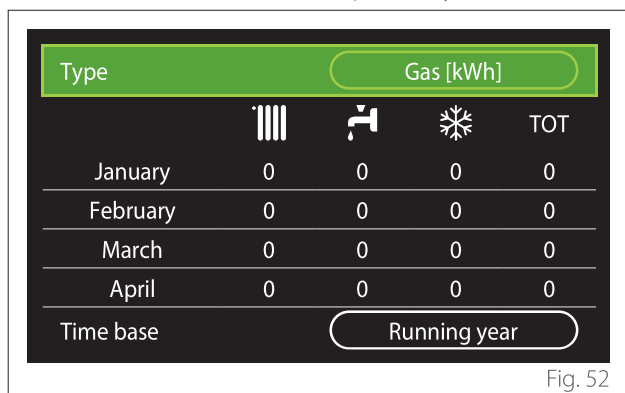 Type Gas [kWh]
TOT
January 0 0 0 0
February 0 0 0 0
March 0 0 0 0
April 0 0 0 0
Time base Running year
Fig. 52